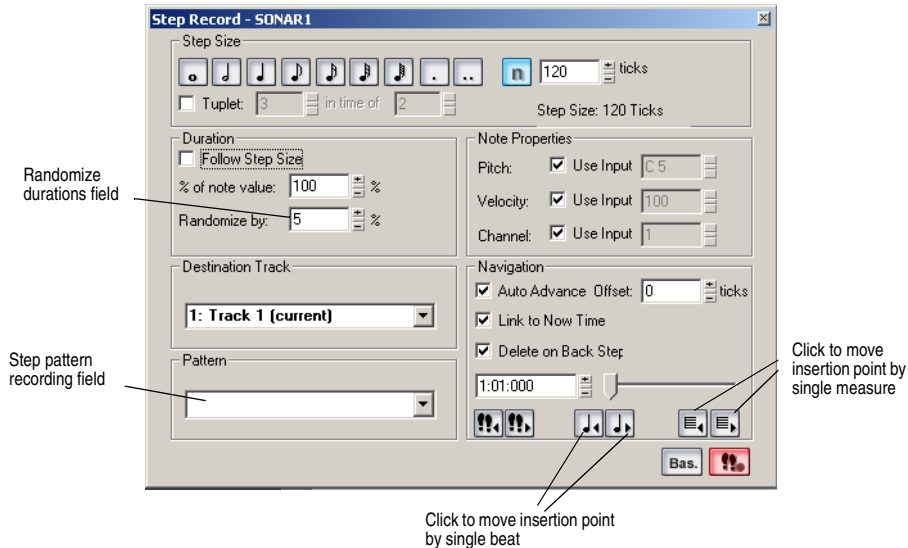 Step Record - SONAR1
Step Size
. .. n 120 ticks
Tuplet: 3 in time of 2 Step Size: 120 Ticks
Duration
Follow Step Size
% of note value: 100 %
Randomize by: 5 %
Note Properties
Pitch: Use Input C 5
Velocity: Use Input 100
Channel: Use Input 1
Randomize
durations field
Destination Track
1: Track 1 (current)
Navigation
Auto Advance Offset: 0 ticks
Link to Now Time
Delete on Back Step
1:01:000
Pattern
Step pattern
recording field
Click to move
insertion point by
single measure
Bas.
Click to move insertion point
by single beat